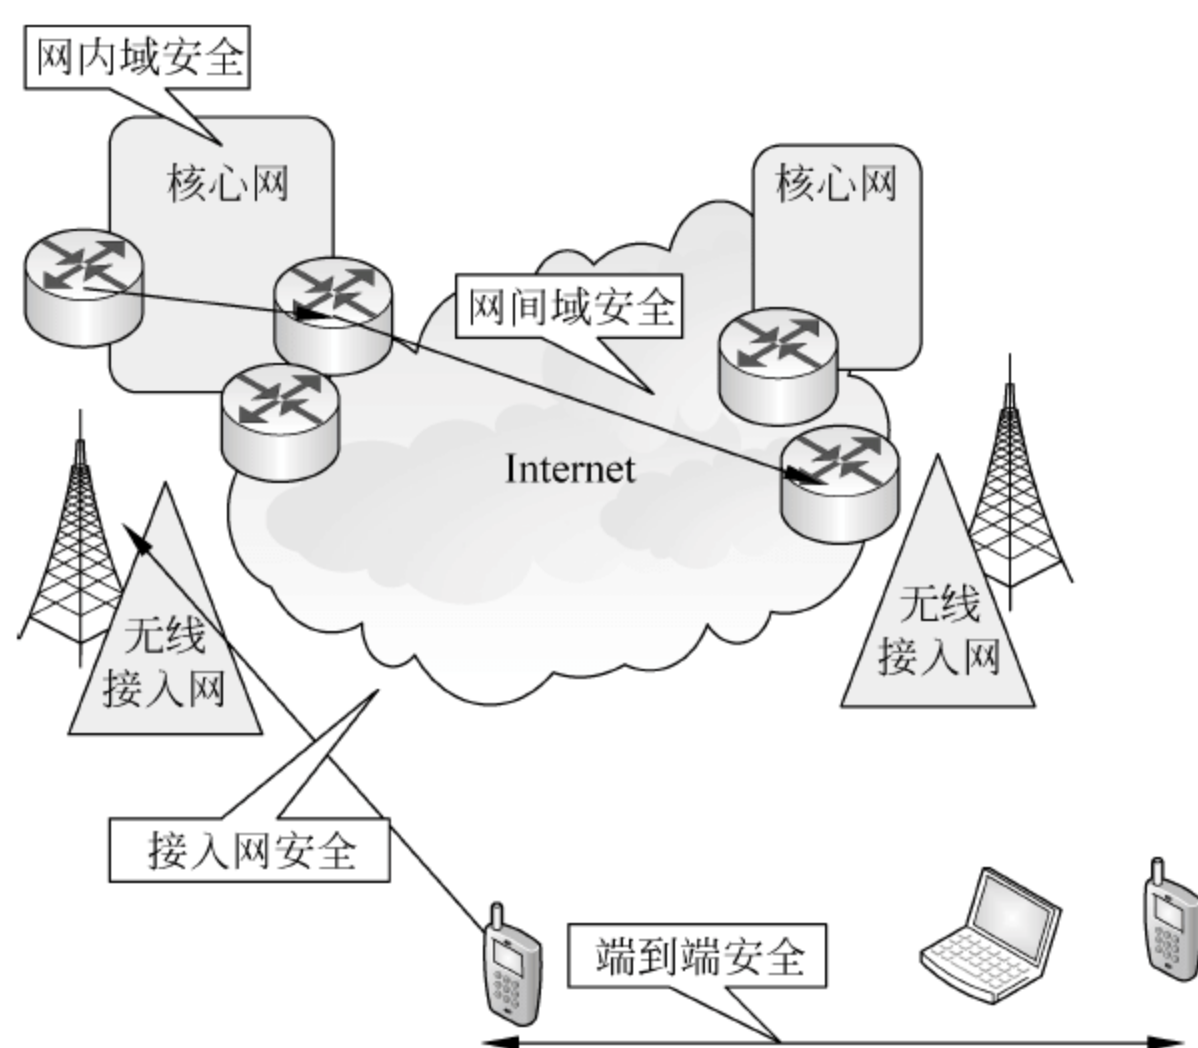 网内域安全
核心网
核心网
网间域安全
Internet
无线
接入网
无线
接入网
接入网安全
端到端安全